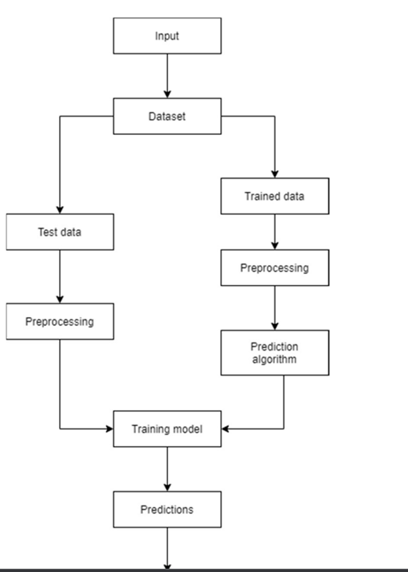 Input
Dataset
Trained data
Test data
Preprocessing
Preprocessing
Prediction
algorithm
Training model
Predictions